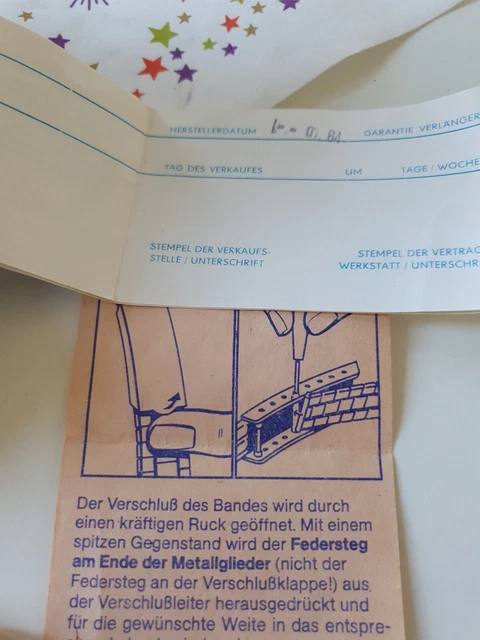 HERSTELLERDATUM
GARANTIE VERLÄNGER
TAG DES VERKAUFES UM TAGE / WOCHE
STEMPEL DER VERKAUFS-
STELLE / UNTERSCHRIFT
STEMPEL DER VERTRAG
WERKSTATT / UNTERSCHR
Der Verschluß des Bandes wird durch
einen kräftigen Ruck geöffnet. Mit einem
spitzen Gegenstand wird der Federsteg
am Ende der Metallglieder (nicht der
Federsteg an der Verschlußklappe!) aus
der Verschlußleiter herausgedrückt und
für die gewünschte Weite in das entspre-